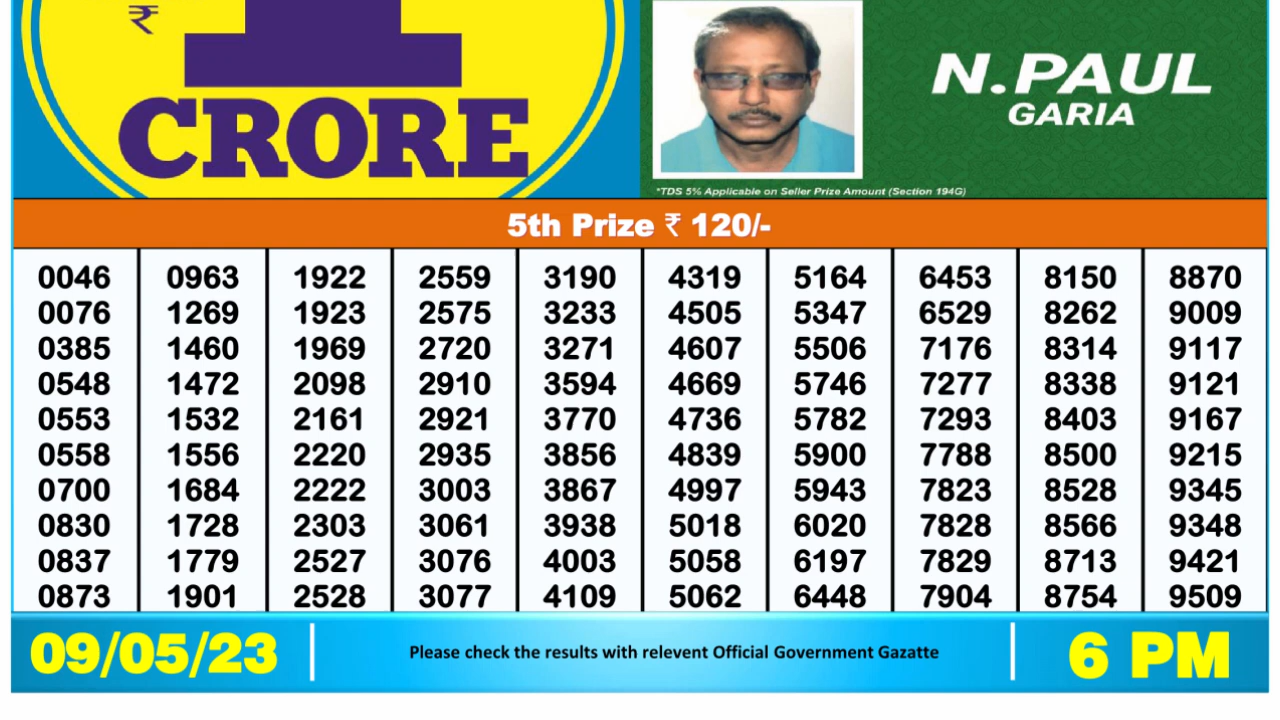 ₹
CRORE
N.PAUL
GARIA
*TDS 5% Applicable on Seller Prize Amount (Section 194G)
5th Prize ₹ 120/-
0046 0963 1922 2559 3190 4319 5164 6453 8150 8870
0076 1269 1923 2575 3233 4505 5347 6529 8262 9009
0385 1460 1969 2720 3271 4607 5506 7176 8314 9117
0548 1472 2098 2910 3594 4669 5746 7277 8338 9121
0553 1532 2161 2921 3770 4736 5782 7293 8403 9167
0558 1556 2220 2935 3856 4839 5900 7788 8500 9215
0700 1684 2222 3003 3867 4997 5943 7823 8528 9345
0830 1728 2303 3061 3938 5018 6020 7828 8566 9348
0837 1779 2527 3076 4003 5058 6197 7829 8713 9421
0873 1901 2528 3077 4109 5062 6448 7904 8754 9509
09/05/23
Please check the results with relevent Official Government Gazatte
6 PM